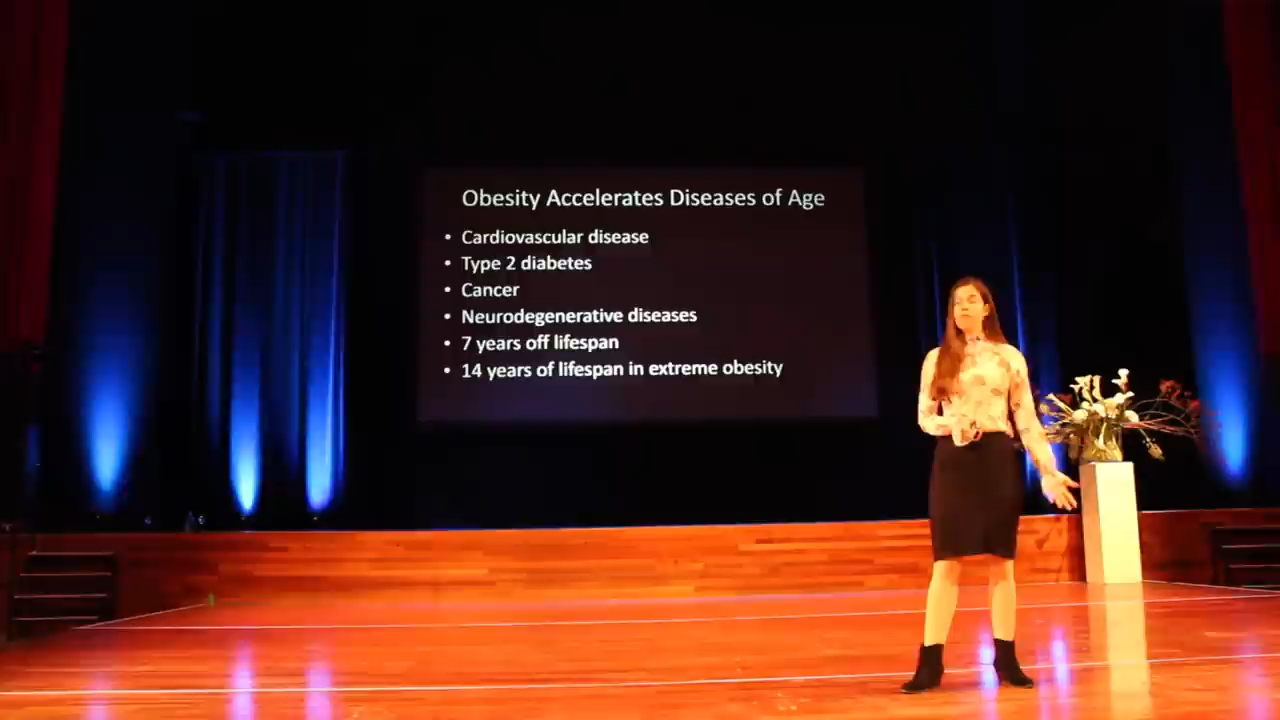 Obesity Accelerates Diseases of Age
• Cardiovascular disease
• Type 2 diabetes
• Cancer
• Neurodegenerative diseases
• 7 years off lifespan
• 14 years of lifespan in extreme obesity